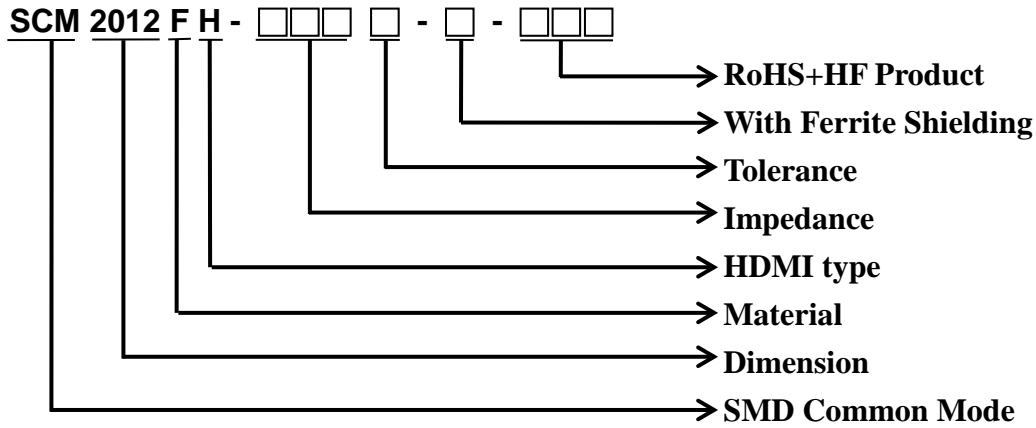 SCM 2012 F H - □□□ □ - □ - □□□
RoHS+HF Product
With Ferrite Shielding
Tolerance
Impedance
HDMI type
Material
Dimension
SMD Common Mode